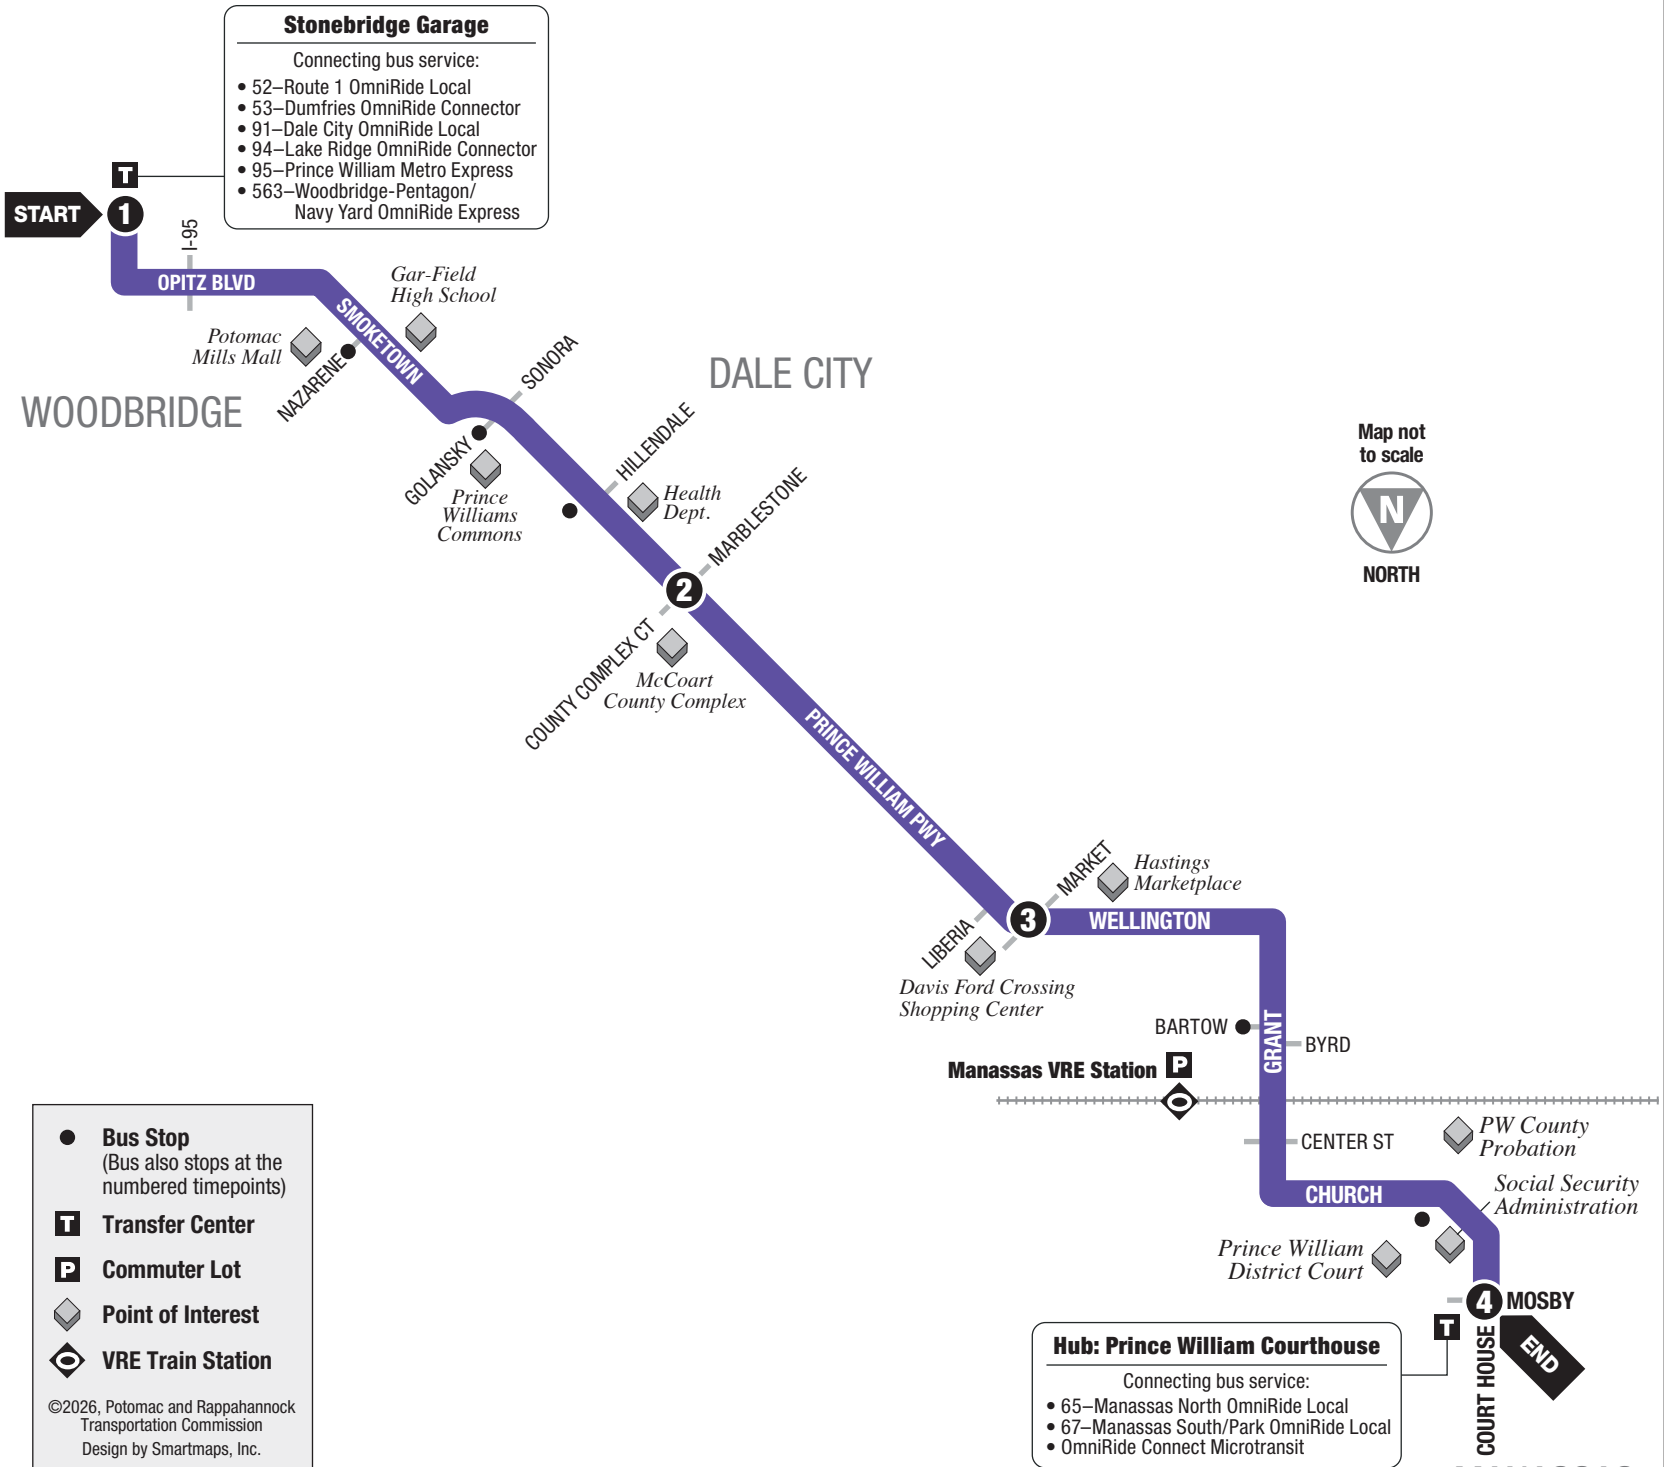 Stonebridge Garage
Connecting bus service:
• 52–Route 1 OmniRide Local
• 53–Dumfries OmniRide Connector
• 91–Dale City OmniRide Local
• 94–Lake Ridge OmniRide Connector
• 95–Prince William Metro Express
• 563–Woodbridge-Pentagon/
Navy Yard OmniRide Express
T
START
1
I-95
OPITZ BLVD
Gar-Field
High School
SMOKETOWN
Potomac
Mills Mall
NAZARENE
SONORA
DALE CITY
WOODBRIDGE
GOLANSKY
HILLENDALE
Prince
Williams
Commons
Health
Dept.
MARBLESTONE
Map not
to scale
N
NORTH
2
COUNTY COMPLEX CT
McCoart
County Complex
PRINCE WILLIAM PWY
MARKET
Hastings
Marketplace
3
WELLINGTON
LIBERIA
Davis Ford Crossing
Shopping Center
BARTOW
GRANT
BYRD
Manassas VRE Station
P
CENTER ST
PW County
Probation
CHURCH
Social Security
Administration
Prince William
District Court
4
MOSBY
T
END
COURT HOUSE
Hub: Prince William Courthouse
Connecting bus service:
• 65–Manassas North OmniRide Local
• 67–Manassas South/Park OmniRide Local
• OmniRide Connect Microtransit
Bus Stop
(Bus also stops at the
numbered timepoints)
T Transfer Center
P Commuter Lot
Point of Interest
VRE Train Station
©2026, Potomac and Rappahannock
Transportation Commission
Design by Smartmaps, Inc.